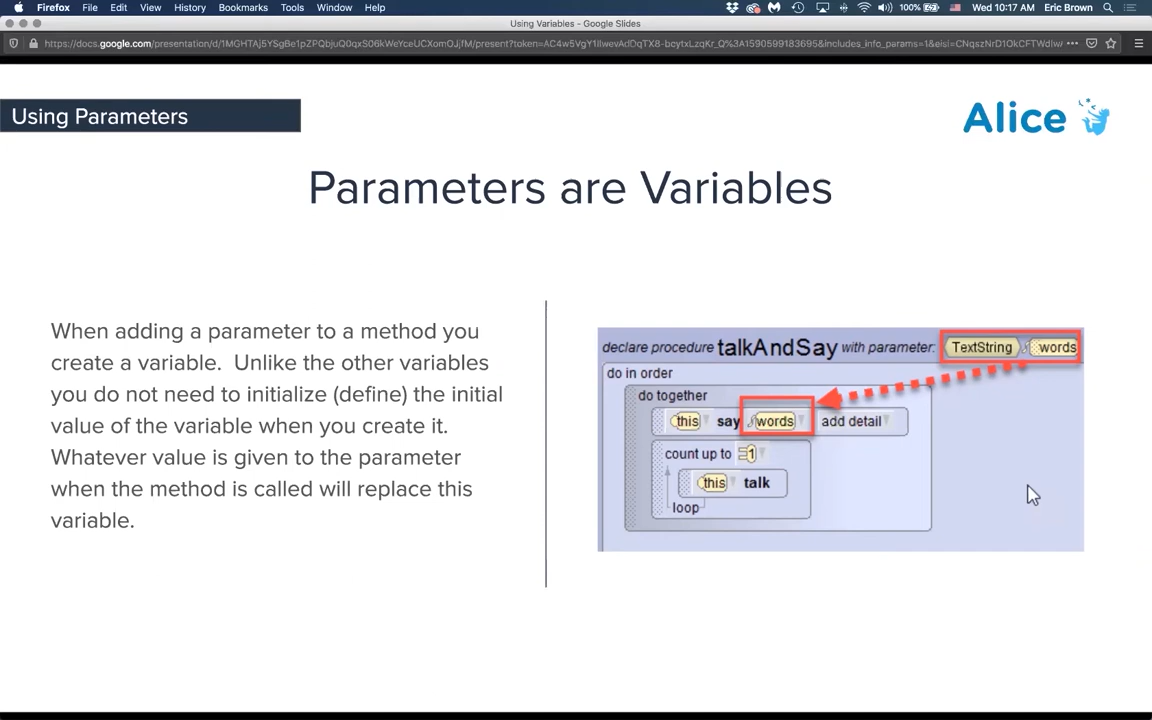 Firefox File Edit View History Bookmarks Tools Window Help 100% Wed 10:17 AM Eric Brown
Using Variables - Google Slides
Using Parameters
Alice
Parameters are Variables
When adding a parameter to a method you
create a variable. Unlike the other variables
you do not need to initialize (define) the initial
value of the variable when you create it.
Whatever value is given to the parameter
when the method is called will replace this
variable.
declare procedure talkAndSay with parameter: TextString words
do in order
do together
this say words add detail
count up to 1
this talk
loop